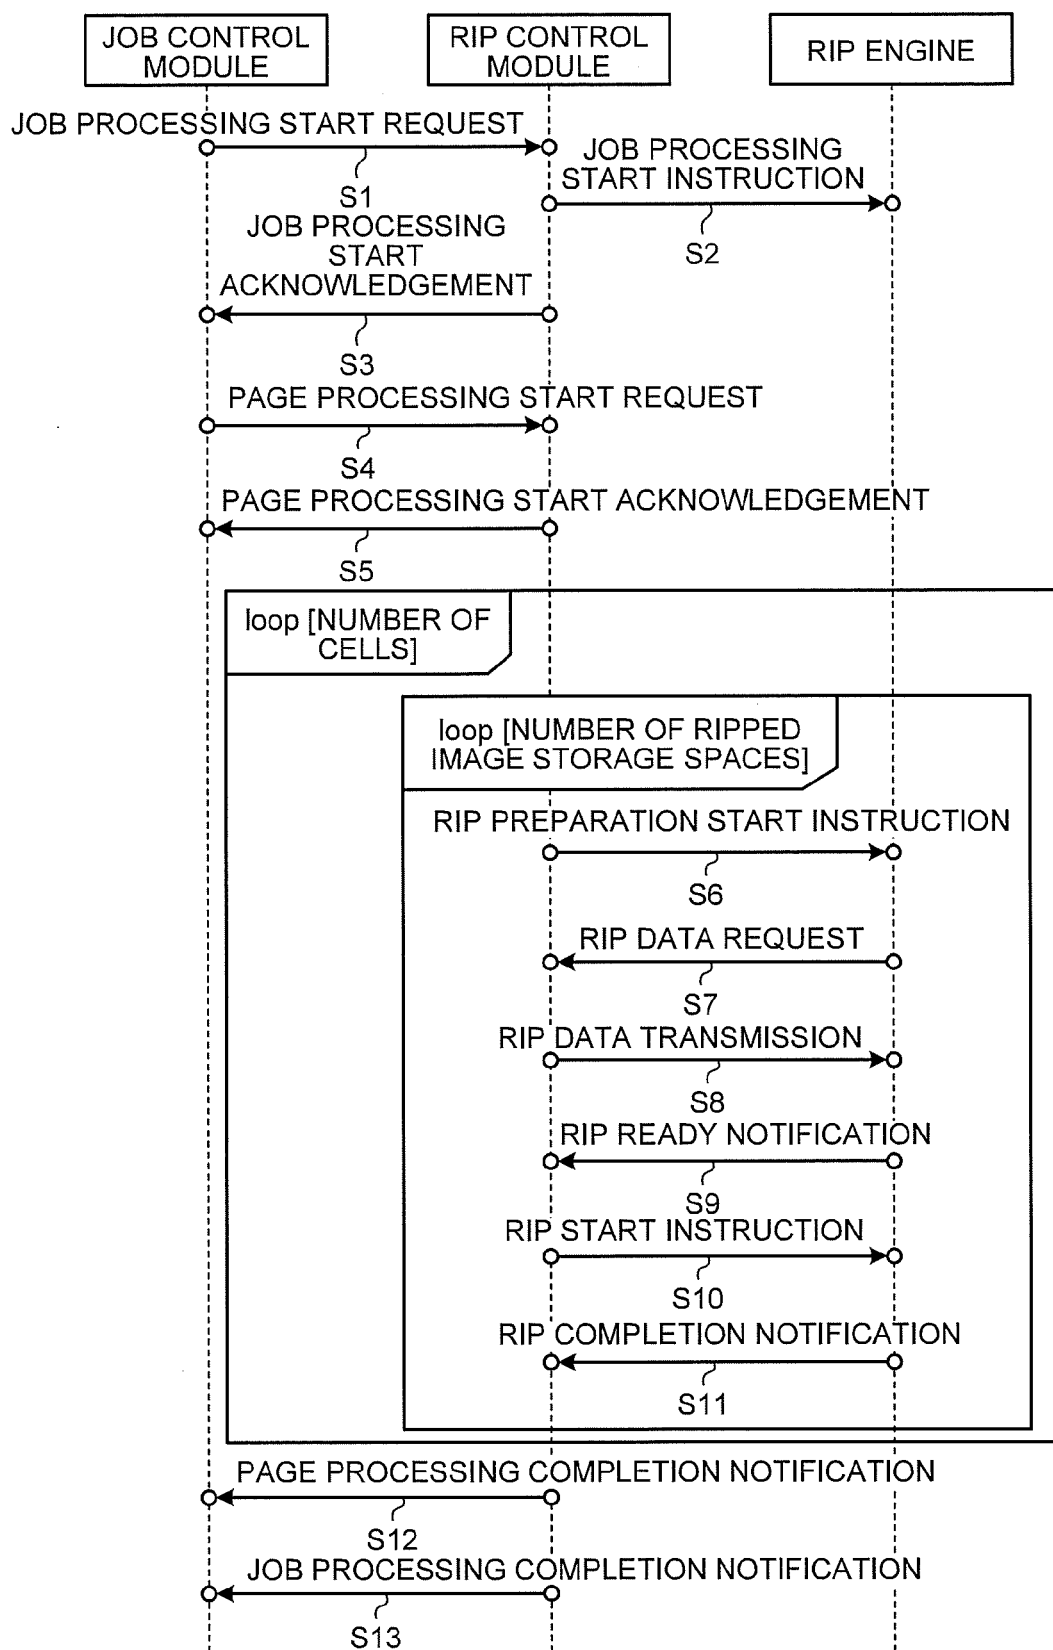 JOB CONTROL
MODULE
RIP CONTROL
MODULE
RIP ENGINE
JOB PROCESSING START REQUEST
S1
JOB PROCESSING
START INSTRUCTION
S2
JOB PROCESSING
START
ACKNOWLEDGEMENT
S3
PAGE PROCESSING START REQUEST
S4
PAGE PROCESSING START ACKNOWLEDGEMENT
S5
loop [NUMBER OF
CELLS]
loop [NUMBER OF RIPPED
IMAGE STORAGE SPACES]
RIP PREPARATION START INSTRUCTION
S6
RIP DATA REQUEST
S7
RIP DATA TRANSMISSION
S8
RIP READY NOTIFICATION
S9
RIP START INSTRUCTION
S10
RIP COMPLETION NOTIFICATION
S11
PAGE PROCESSING COMPLETION NOTIFICATION
S12
JOB PROCESSING COMPLETION NOTIFICATION
S13